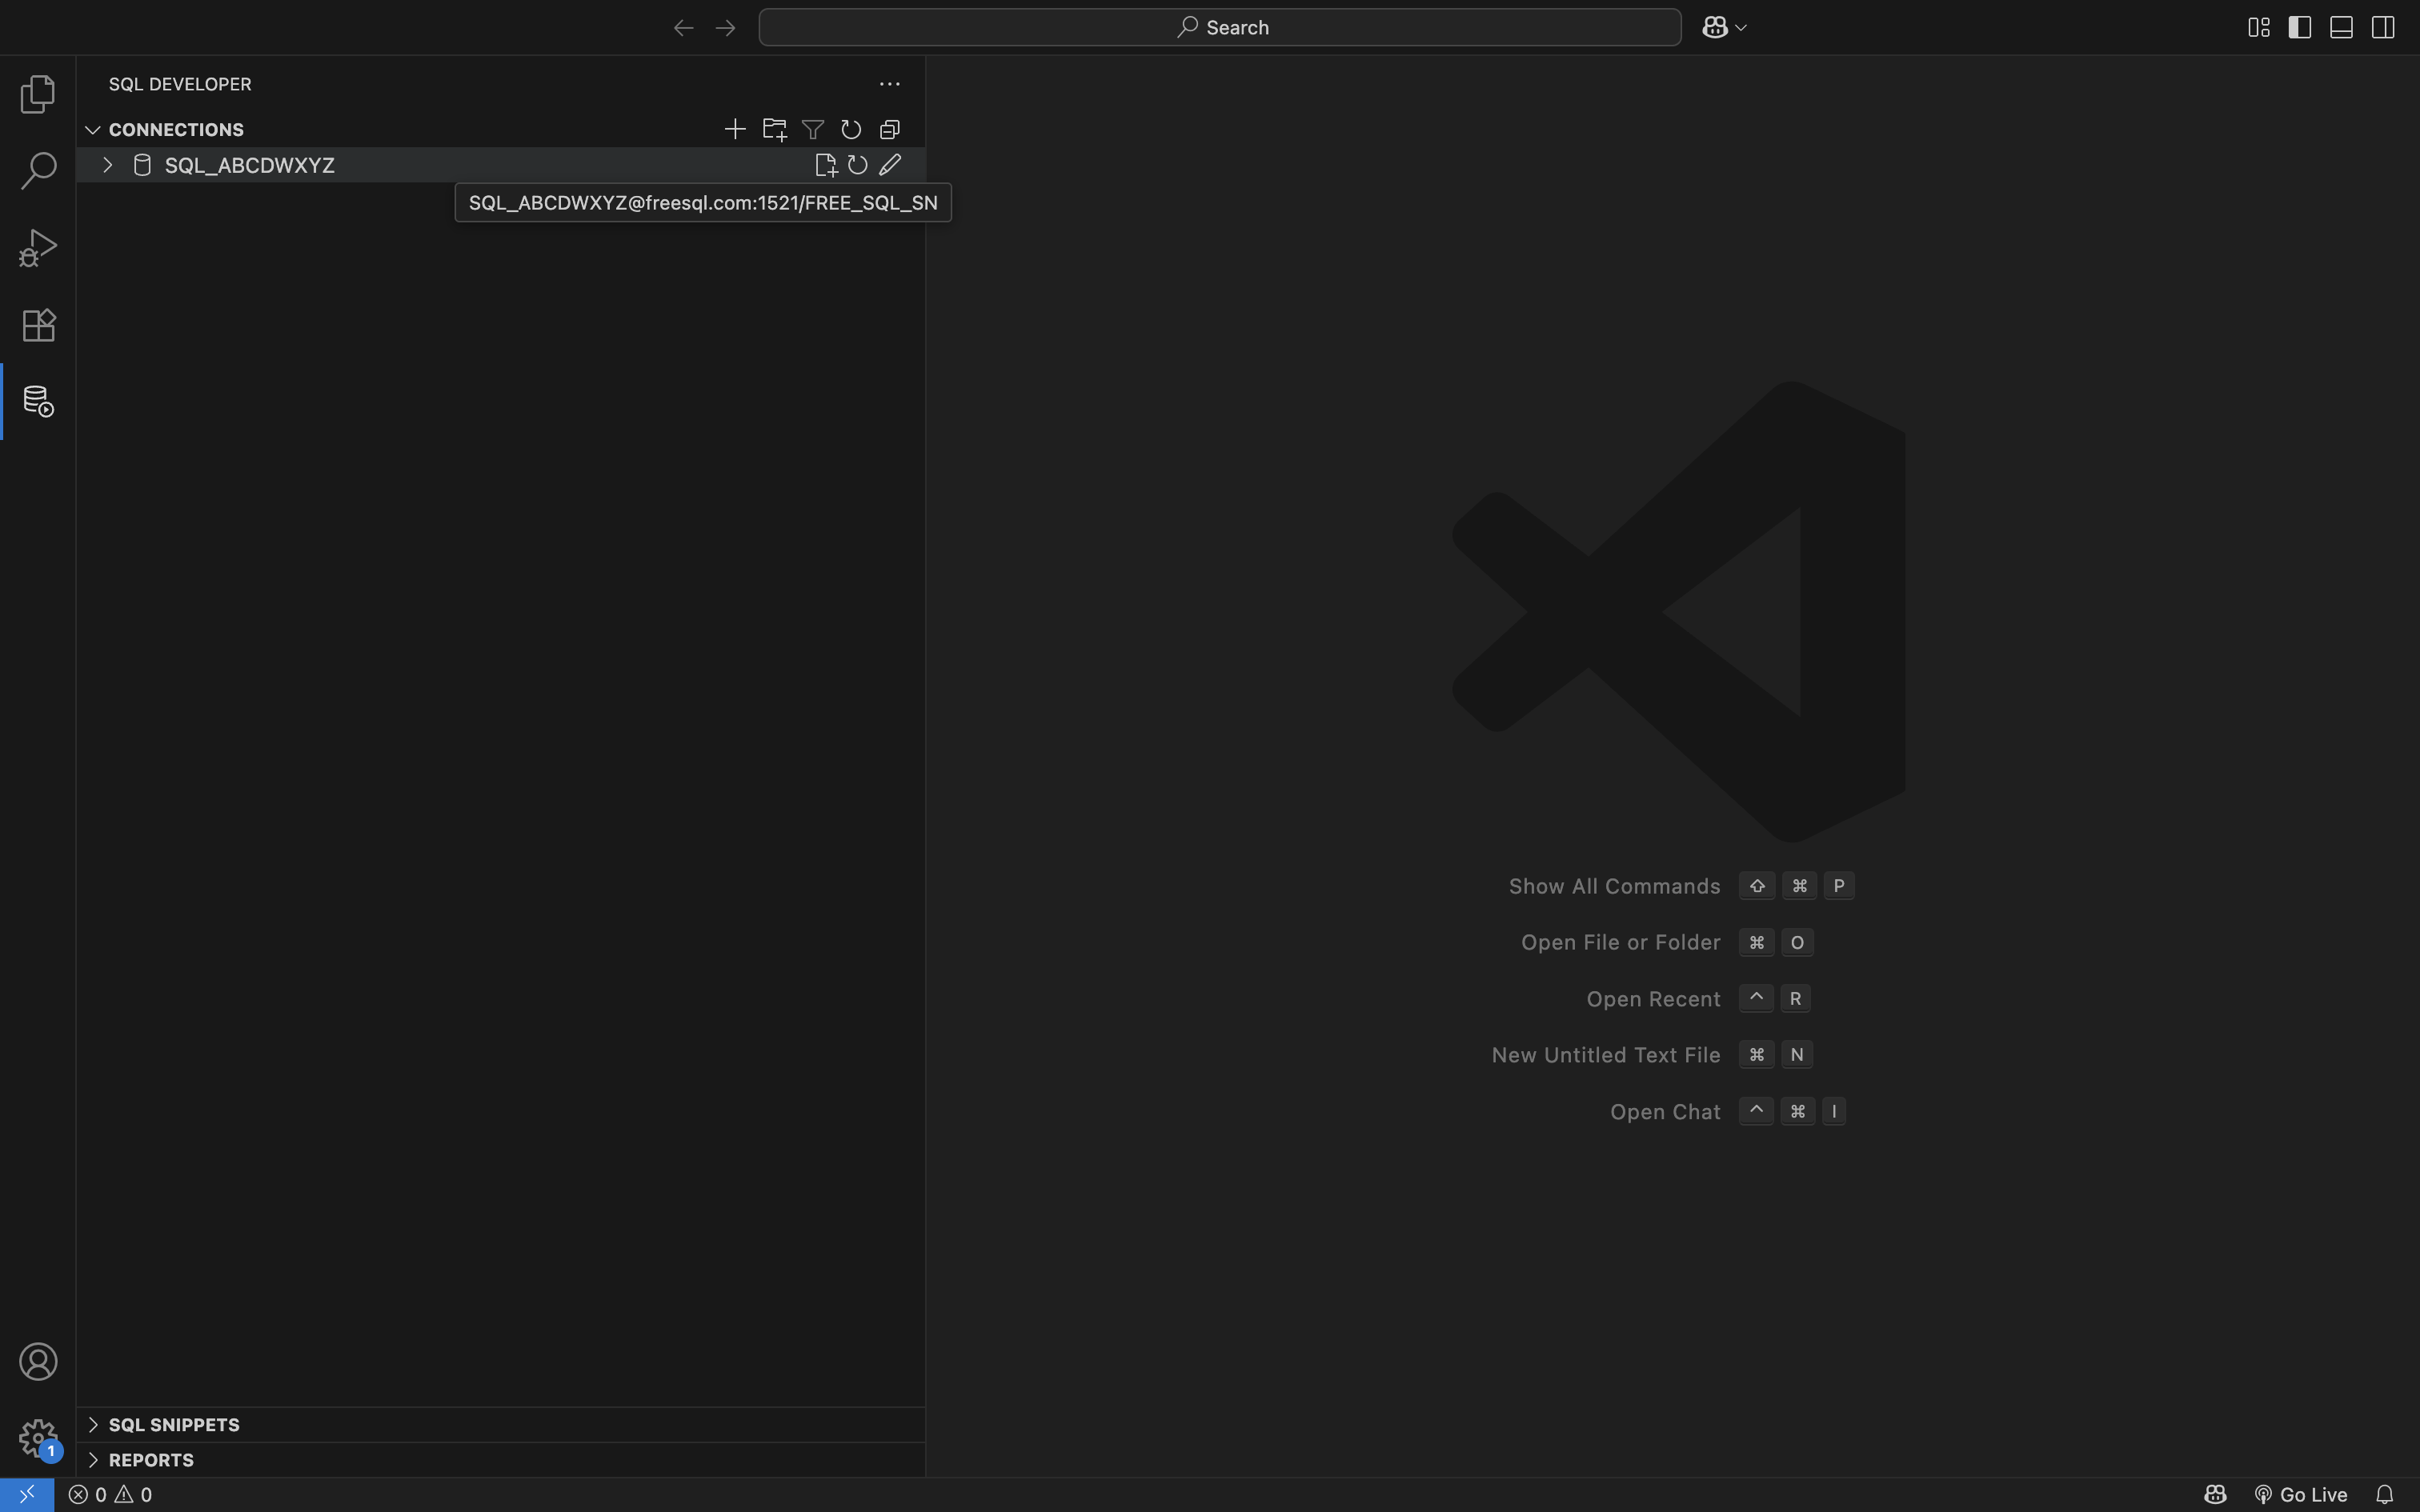 Search
SQL DEVELOPER
CONNECTIONS
SQL_ABCDWXYZ
SQL_ABCDWXYZ@freesql.com:1521/FREE_SQL_SN
Show All Commands ⇧ ⌘ P
Open File or Folder ⌘ O
Open Recent ^ R
New Untitled Text File ⌘ N
Open Chat ^ ⌘ I
SQL SNIPPETS
1
REPORTS
0 0 Go Live